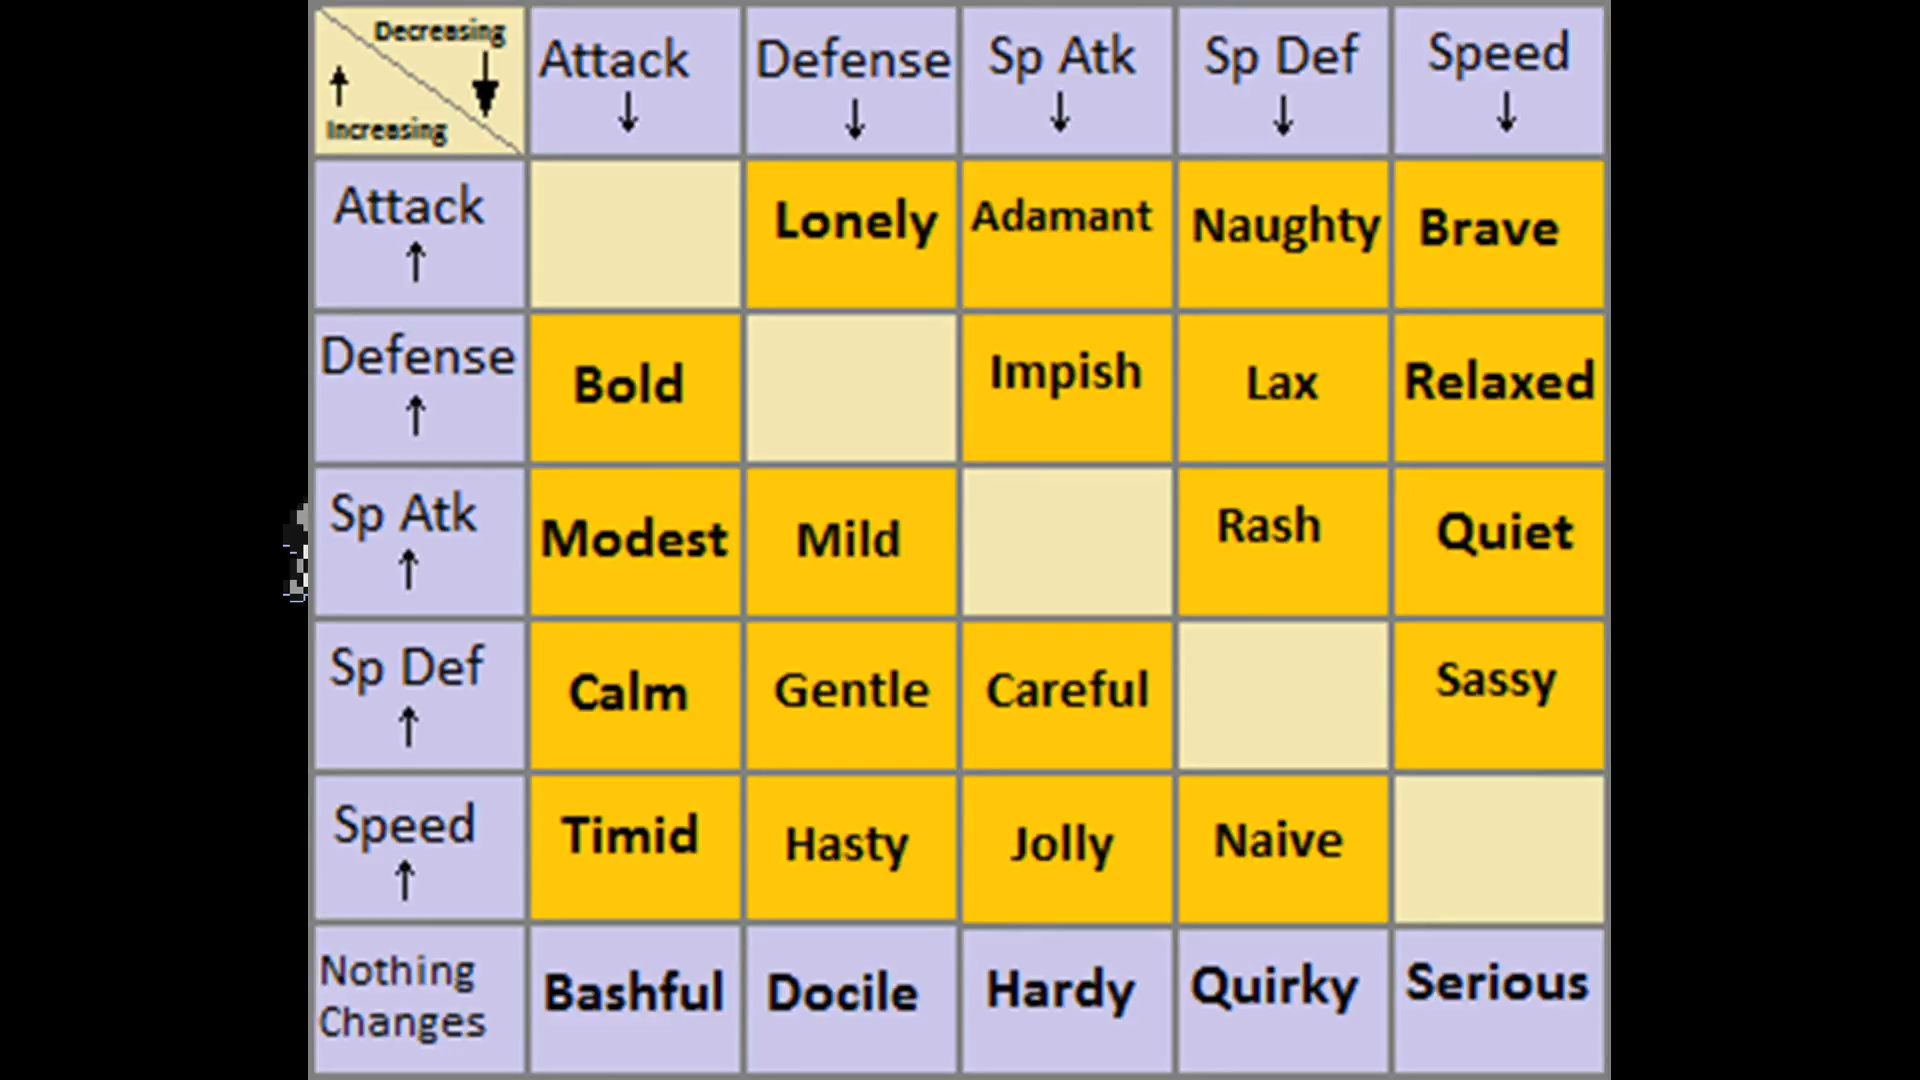 Decreasing
↑ ↓
Increasing
Attack Defense Sp Atk Sp Def Speed
↓ ↓ ↓ ↓ ↓
Attack Lonely Adamant Naughty Brave
↑
Defense Bold Impish Lax Relaxed
↑
Sp Atk Modest Mild Rash Quiet
↑
Sp Def Calm Gentle Careful Sassy
↑
Speed Timid Hasty Jolly Naive
↑
Nothing
Changes
Bashful Docile Hardy Quirky Serious